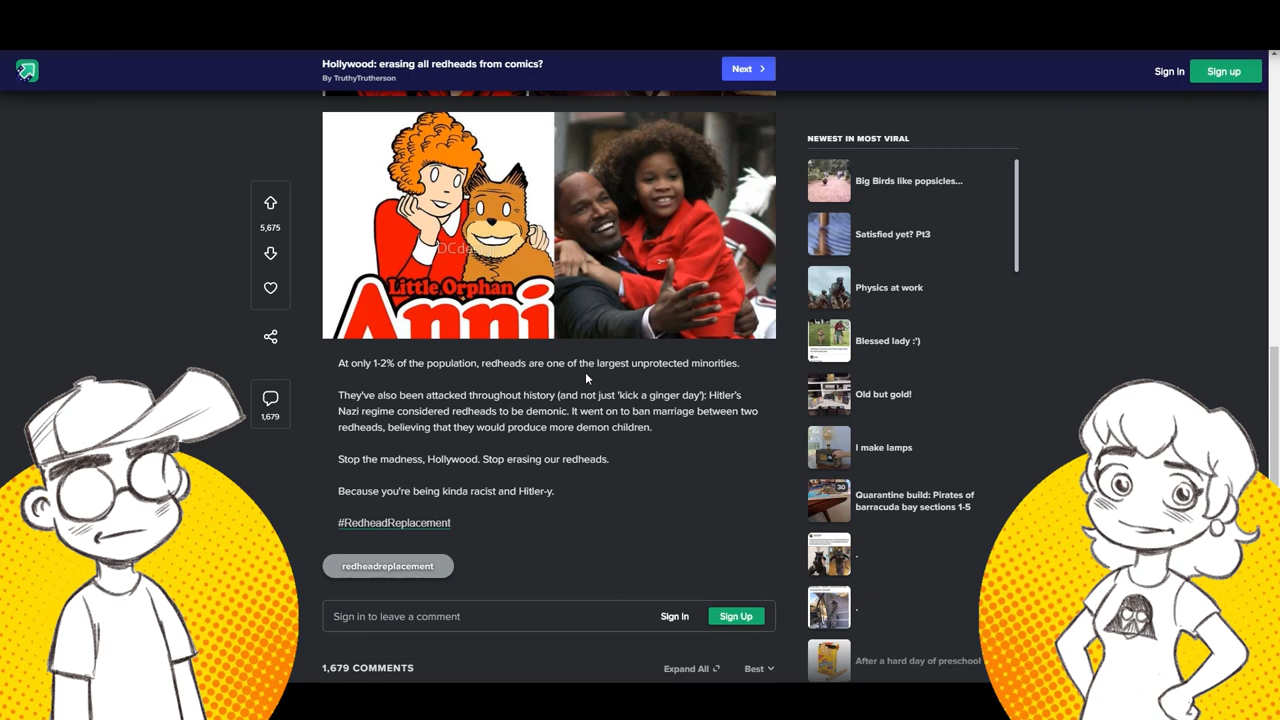 Hollywood: erasing all redheads from comics?
By TruthyTrutherson
Next
Sign in
Sign up
Little Orphan
Anni
5,675
1,679
At only 1-2% of the population, redheads are one of the largest unprotected minorities.
They've also been attacked throughout history (and not just 'kick a ginger day'): Hitler's
Nazi regime considered redheads to be demonic. It went on to ban marriage between two
redheads, believing that they would produce more demon children.
Stop the madness, Hollywood. Stop erasing our redheads.
Because you're being kinda racist and Hitler-y.
#RedheadReplacement
redheadreplacement
Sign in to leave a comment
Sign In
Sign Up
1,679 COMMENTS
Expand All
Best
NEWEST IN MOST VIRAL
Big Birds like popsicles...
Satisfied yet? Pt3
Physics at work
Blessed lady :')
Old but gold!
I make lamps
30
Quarantine build: Pirates of
barracuda bay sections 1-5
.
.
After a hard day of preschool